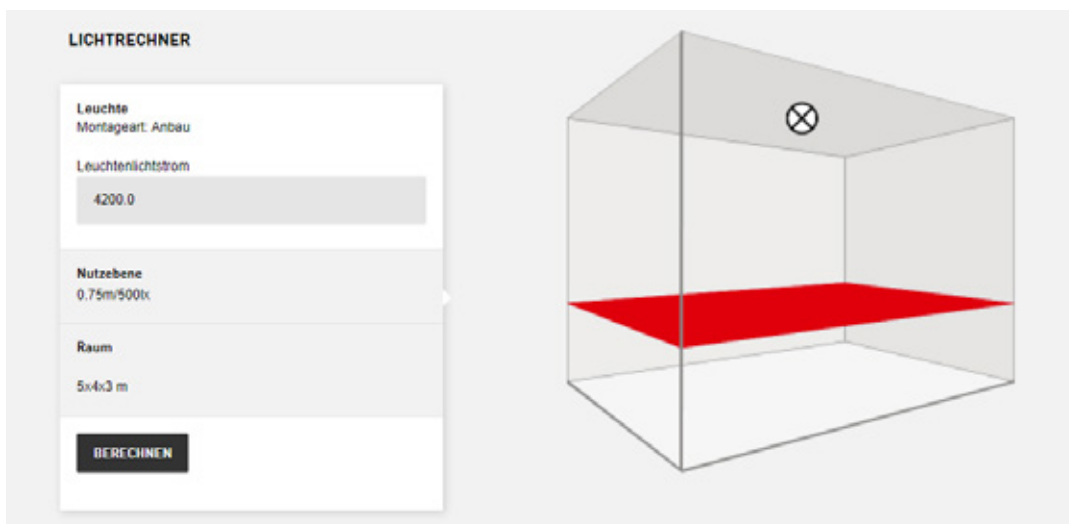 LICHTRECHNER
Leuchte
Montageart: Anbau
Leuchtenlichtstrom
4200.0
Nutzebene
0.75m/500lx
Raum
5x4x3 m
BERECHNEN